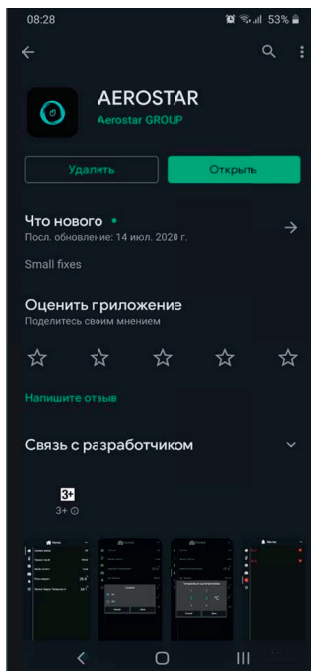 08:28 53%
AEROSTAR
Aerostar GROUP
Удалить Открыть
Что нового
Посл. обновление: 14 июл. 2020 г.
Small fixes
Оценить приложение
Поделитесь своим мнением
Напишите отзыв
Связь с разработчиком
3+
3+